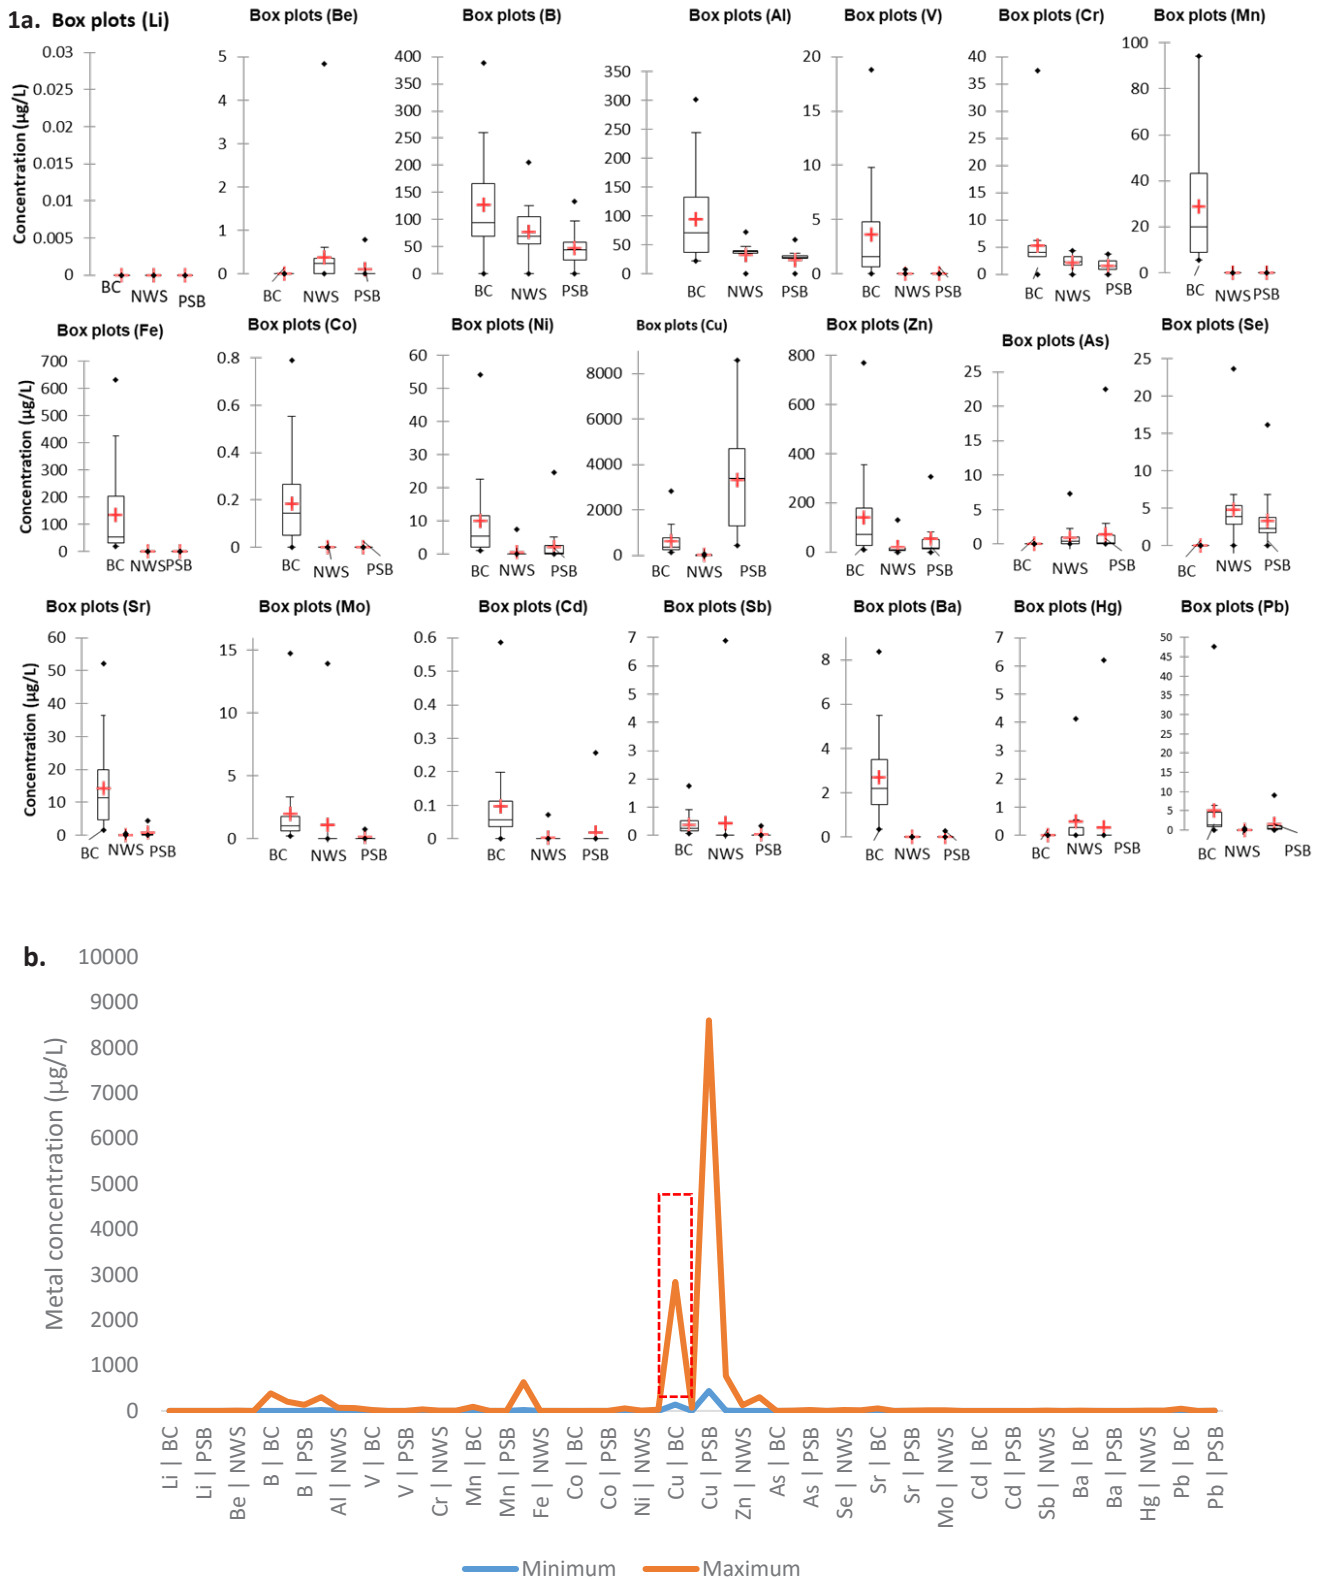 1a. Box plots (Li)
Box plots (Be)
Box plots (B)
Box plots (Al)
Box plots (V)
Box plots (Cr)
Box plots (Mn)
Concentration (µg/L)
0.03
0.025
0.02
0.015
0.01
0.005
0
BC NWS PSB
5
4
3
2
1
0
BC NWS PSB
400
350
300
250
200
150
100
50
0
BC NWS PSB
350
300
250
200
150
100
50
0
BC NWS PSB
20
15
10
5
0
BC NWS PSB
40
35
30
25
20
15
10
5
0
BC NWS PSB
100
80
60
40
20
0
BC NWS PSB
Box plots (Fe)
Box plots (Co)
Box plots (Ni)
Box plots (Cu)
Box plots (Zn)
Box plots (As)
Box plots (Se)
Concentration (µg/L)
700
600
500
400
300
200
100
0
BC NWS PSB
0.8
0.6
0.4
0.2
0
BC NWS PSB
60
50
40
30
20
10
0
BC NWS PSB
8000
6000
4000
2000
0
BC NWS PSB
800
600
400
200
0
BC NWS PSB
25
20
15
10
5
0
BC NWS PSB
25
20
15
10
5
0
BC NWS PSB
Box plots (Sr)
Box plots (Mo)
Box plots (Cd)
Box plots (Sb)
Box plots (Ba)
Box plots (Hg)
Box plots (Pb)
Concentration (µg/L)
60
50
40
30
20
10
0
BC NWS PSB
15
10
5
0
BC NWS PSB
0.6
0.5
0.4
0.3
0.2
0.1
0
BC NWS PSB
7
6
5
4
3
2
1
0
BC NWS PSB
8
6
4
2
0
BC NWS PSB
7
6
5
4
3
2
1
0
BC NWS PSB
50
45
40
35
30
25
20
15
10
5
0
BC NWS PSB
b.
Metal concentration (µg/L)
10000
9000
8000
7000
6000
5000
4000
3000
2000
1000
0
Li | BC
Li | PSB
Be | NWS
B | BC
B | PSB
Al | NWS
V | BC
V | PSB
Cr | NWS
Mn | BC
Mn | PSB
Fe | NWS
Co | BC
Co | PSB
Ni | NWS
Cu | BC
Cu | PSB
Zn | NWS
As | BC
As | PSB
Se | NWS
Sr | BC
Sr | PSB
Mo | NWS
Cd | BC
Cd | PSB
Sb | NWS
Ba | BC
Ba | PSB
Hg | NWS
Pb | BC
Pb | PSB
Minimum Maximum